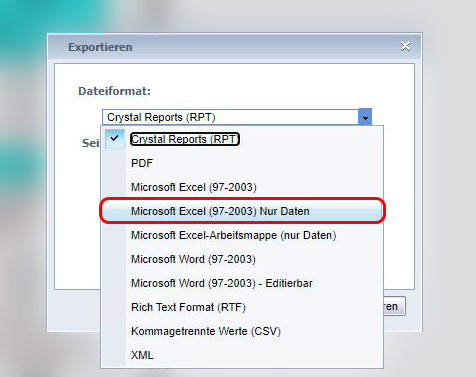 Exportieren
Dateiformat:
Crystal Reports (RPT)
Sei
Crystal Reports (RPT)
PDF
Microsoft Excel (97-2003)
Microsoft Excel (97-2003) Nur Daten
Microsoft Excel-Arbeitsmappe (nur Daten)
Microsoft Word (97-2003)
Microsoft Word (97-2003) - Editierbar
Rich Text Format (RTF)
ren
Kommagetrennte Werte (CSV)
XML